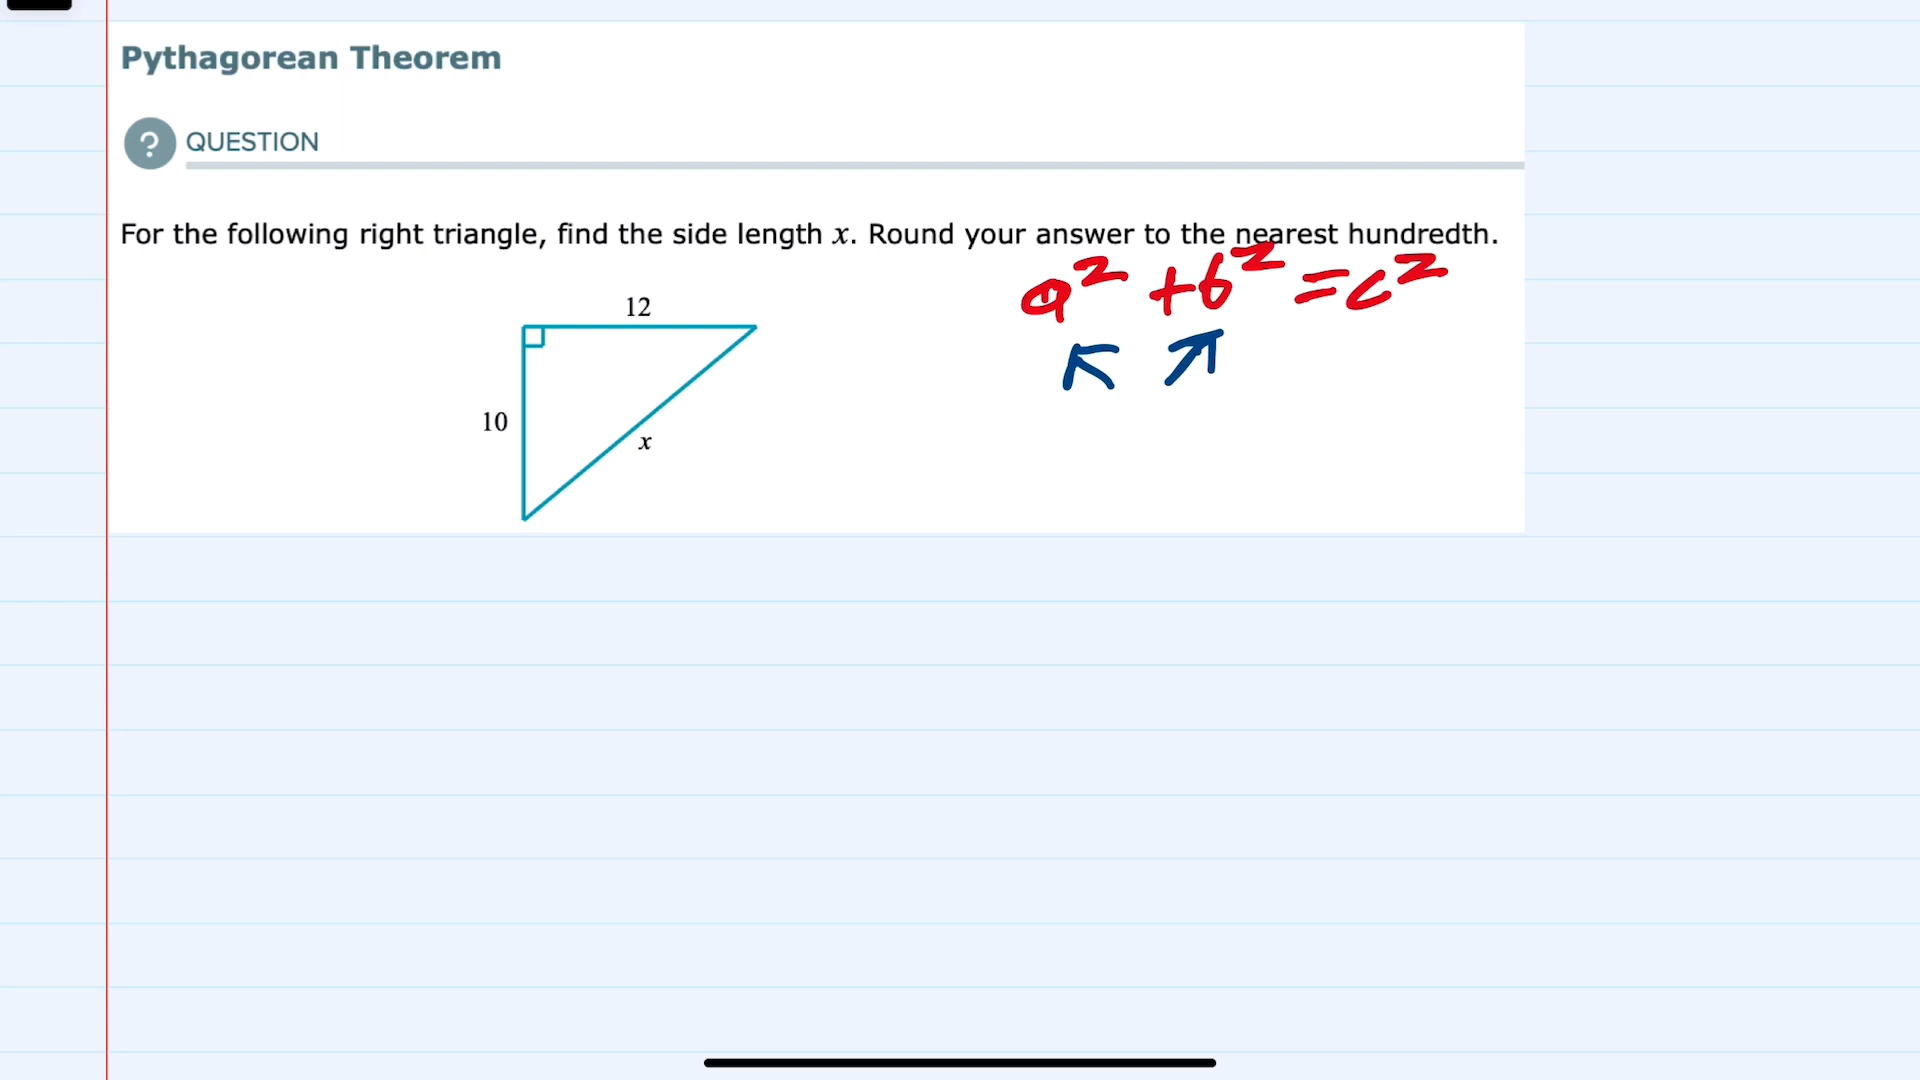 Pythagorean Theorem
? QUESTION
For the following right triangle, find the side length x. Round your answer to the nearest hundredth.
a² + b² = c²
12
10
x